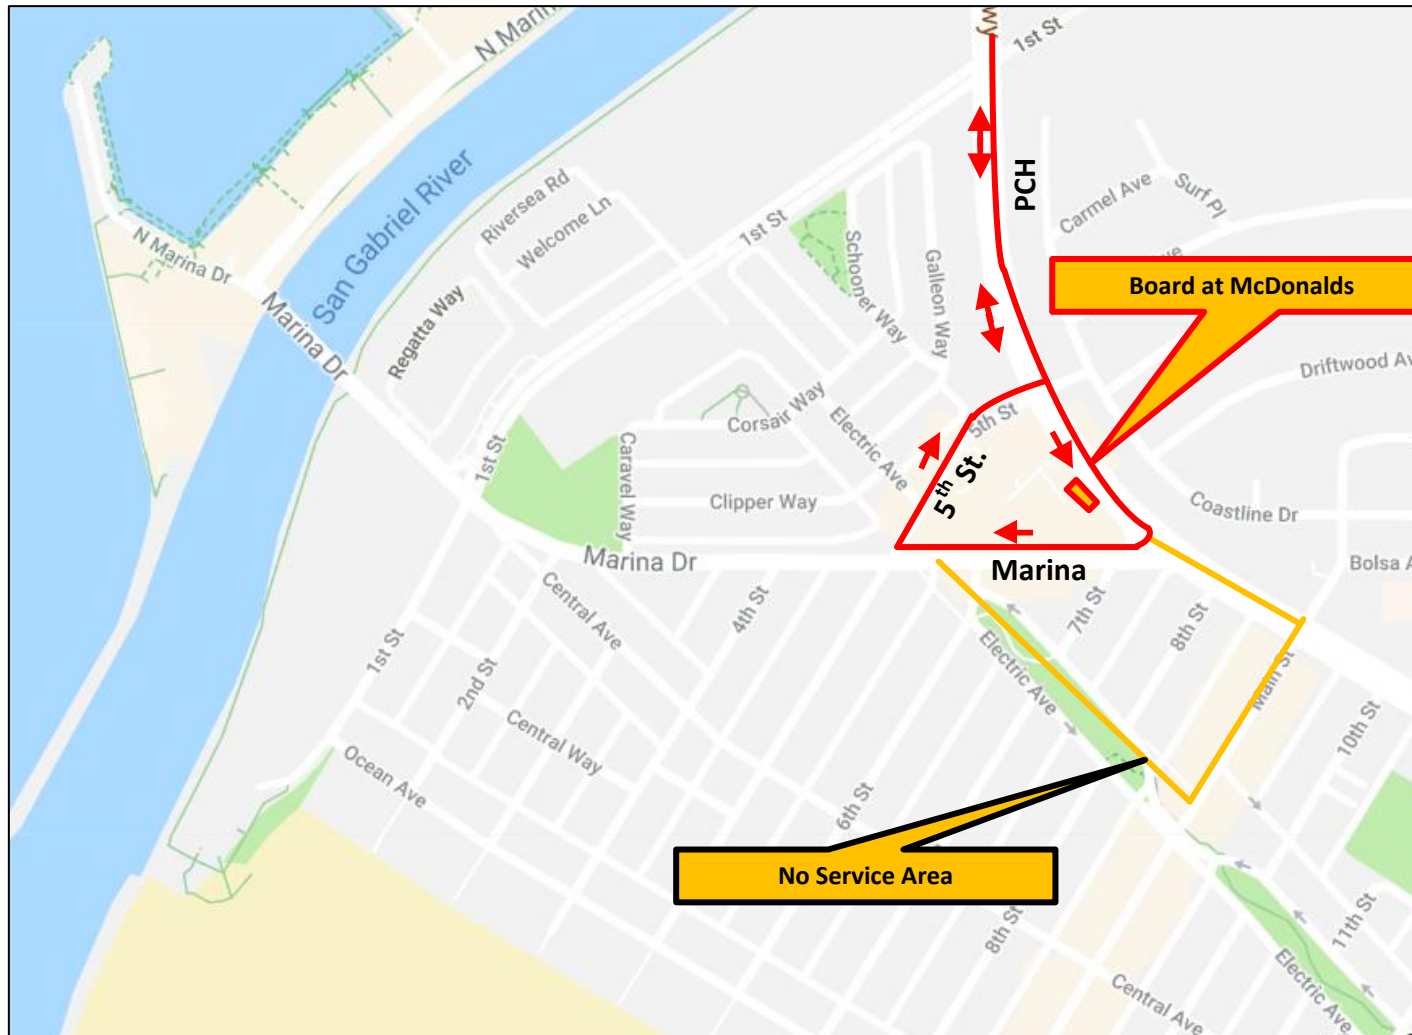 N Marin
wy
1st St
San Gabriel River
Riversea Rd
Welcome Ln
N Marina Dr
Marina Dr
Regatta Way
1st St
Schooner Way
Galleon Way
PCH
Carmel Ave
Surf Pl
ve
Board at McDonalds
Driftwood Av
5th St
Corsair Way
Electric Ave
1st St
Caravel Way
Clipper Way
5th St.
Coastline Dr
Marina Dr
Marina
Bolsa A
Central Ave
4th St
7th St
8th St
Electric Ave
Main St
1st St
2nd St
Central Way
Ocean Ave
10th St
6th St
No Service Area
8th St
11th St
Central Ave
Electric Ave